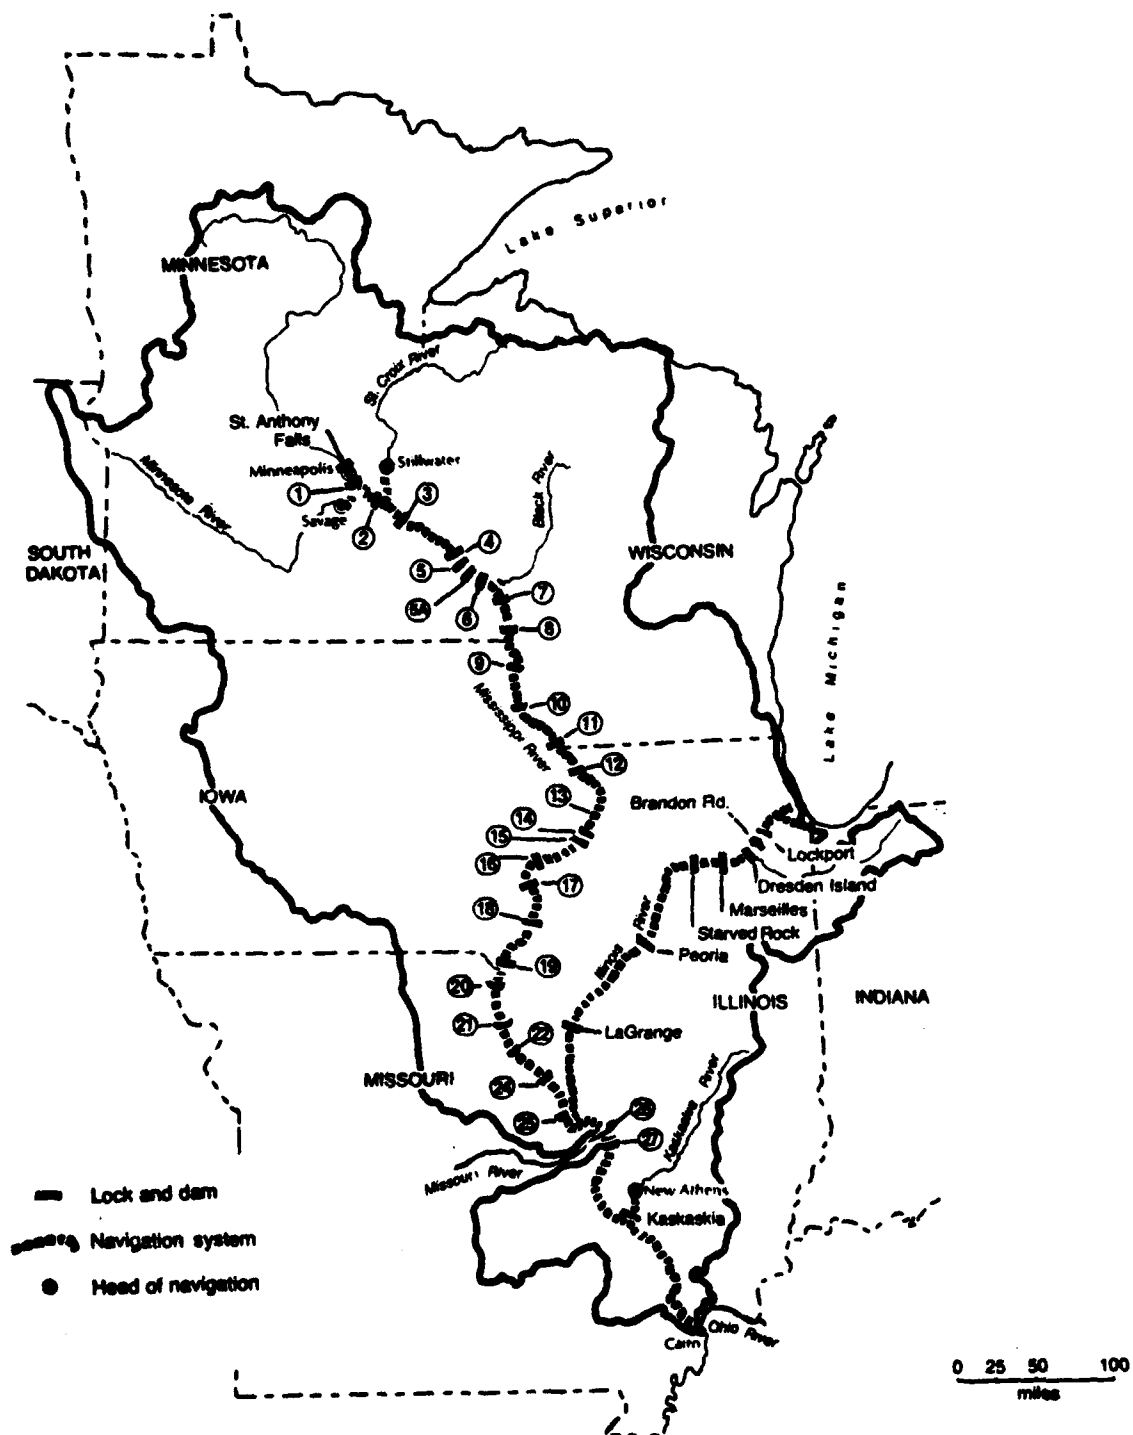 Lake Superior
MINNESOTA
St. Croix River
St. Anthony
Falls
Minneapolis
Stillwater
Black River
Minnesota River
1
3
Savage
2
4
WISCONSIN
SOUTH
DAKOTA
5
5A
6
7
8
9
Lake Michigan
Mississippi River
10
11
12
IOWA
13
Brandon Rd.
14
15
16
Lockport
17
Dresden Island
18
Marseilles
Illinois River
Starved Rock
Peoria
19
20
ILLINOIS
INDIANA
21
22
LaGrange
MISSOURI
24
25
26
27
Kaskaskia River
Missouri River
New Athens
Kaskaskia
Lock and dam
Navigation system
Head of navigation
Ohio River
Cairo
0 25 50 100
miles